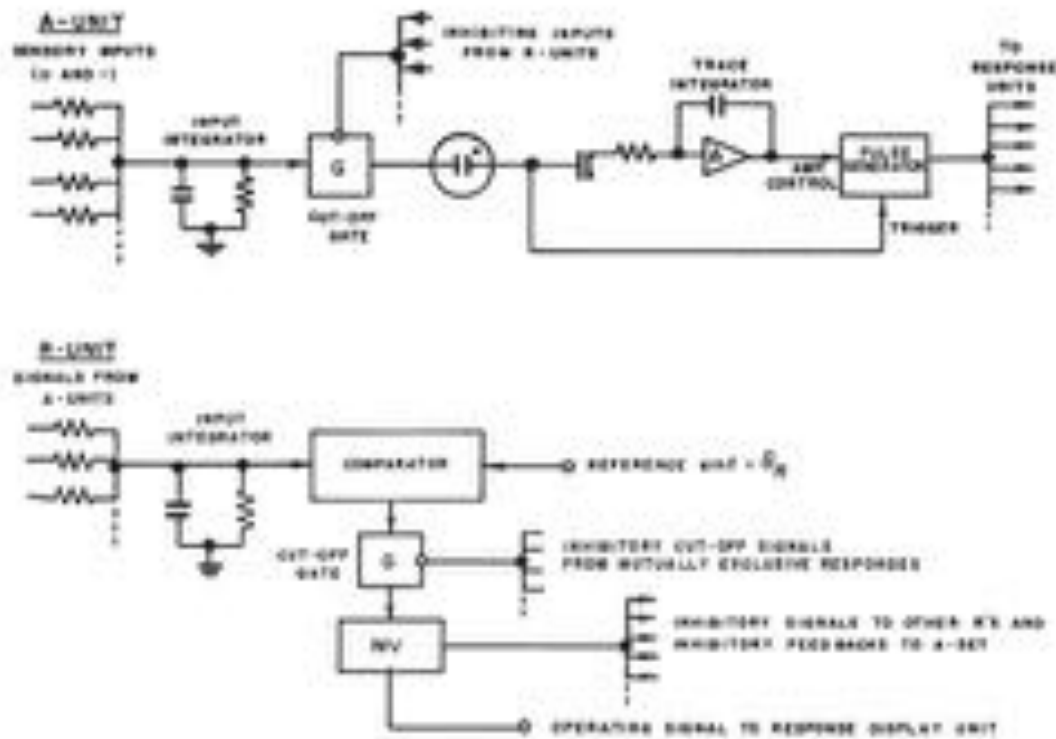 A-UNIT
SENSORY INPUTS
INHIBITING INPUTS
FROM R-UNITS
INPUT
INTEGRATOR
G
CUT-OFF
GATE
TRACE
INTEGRATOR
A
AMP.
CONTROL
PULSE
GENERATOR
TRIGGER
TO
RESPONSE
UNITS
R-UNIT
SIGNALS FROM
A-UNITS
INPUT
INTEGRATOR
COMPARATOR
REFERENCE
CUT-OFF
GATE
G
INHIBITORY CUT-OFF SIGNALS
FROM MUTUALLY EXCLUSIVE RESPONSES
INHIBITORY SIGNALS TO OTHER R'S AND
INHIBITORY FEEDBACKS TO A-SET
OPERATING SIGNAL TO RESPONSE DISPLAY UNIT